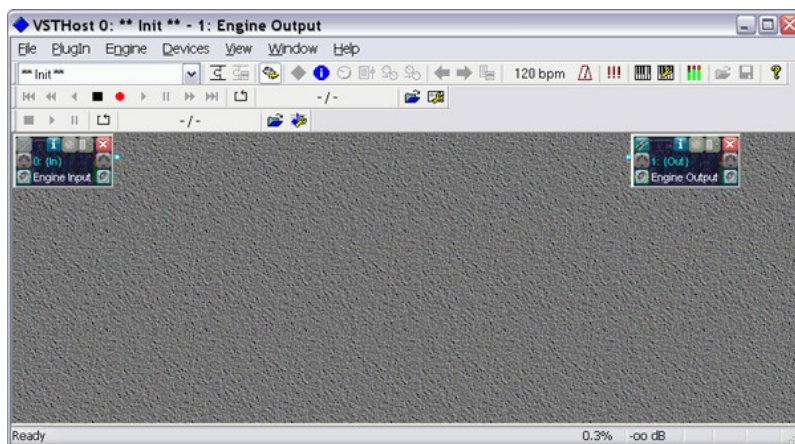 VSTHost 0: ** Init ** - 1: Engine Output
File PlugIn Engine Devices View Window Help
** Init ** 120 bpm !!! ?
- / -
- / -
0: {In}
Engine Input
1: {Out}
Engine Output
Ready 0.3% -oo dB